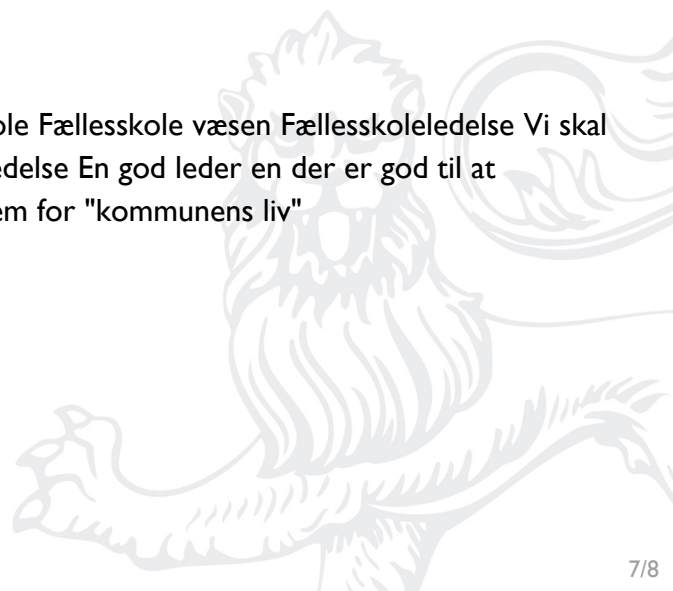 ole Fællesskole væsen Fællesskoleledelse Vi skal
edelse En god leder en der er god til at
em for "kommunens liv"
7/8